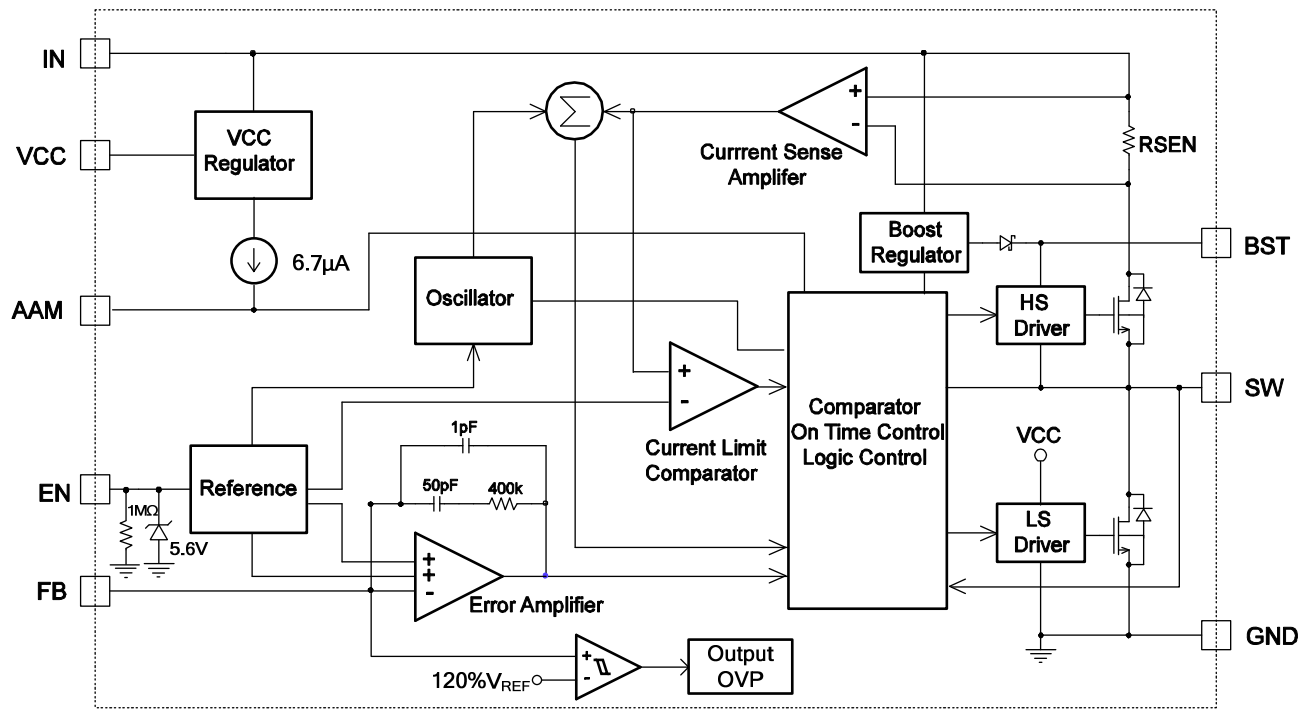 IN
VCC
Regulator
VCC
6.7µA
AAM
Σ
+
-
Currrent Sense
Amplifer
RSEN
Boost
Regulator
BST
Oscillator
HS
Driver
+
-
Current Limit
Comparator
Comparator
On Time Control
Logic Control
SW
VCC
1pF
50pF
400k
EN
Reference
1MΩ
5.6V
LS
Driver
FB
+
+
-
Error Amplifier
GND
+
-
120%VREF
Output
OVP